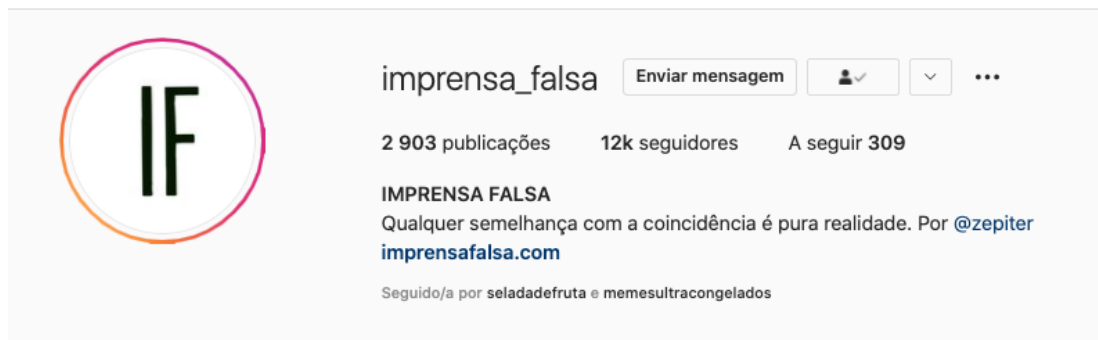 IF
imprensa_falsa Enviar mensagem
2 903 publicações 12k seguidores A seguir 309
IMPRENSA FALSA
Qualquer semelhança com a coincidência é pura realidade. Por @zepiter
imprensafalsa.com
Seguido/a por seladadefruta e memesultracongelados